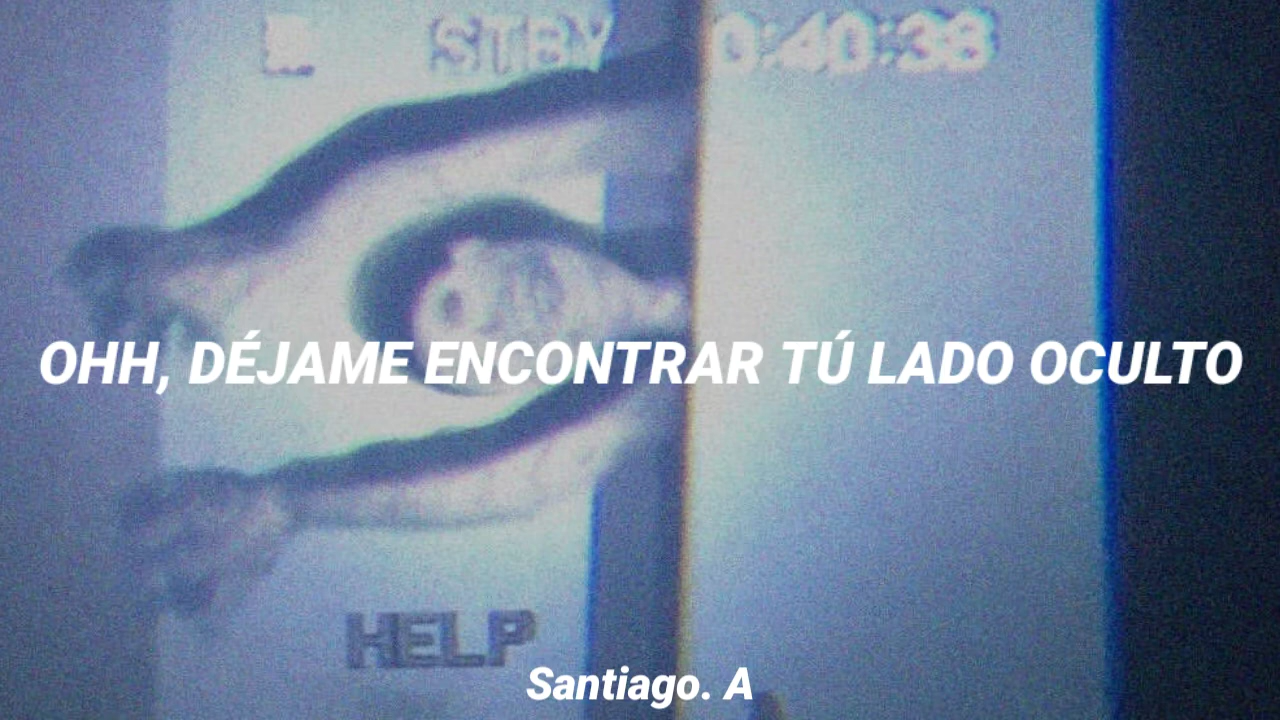 STBY 0:40:38
OHH, DÉJAME ENCONTRAR TÚ LADO OCULTO
HELP
Santiago. A